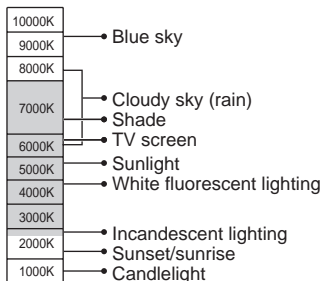 10000K
9000K
Blue sky
8000K
7000K
Cloudy sky (rain)
Shade
TV screen
6000K
Sunlight
5000K
White fluorescent lighting
4000K
3000K
Incandescent lighting
2000K
Sunset/sunrise
1000K
Candlelight